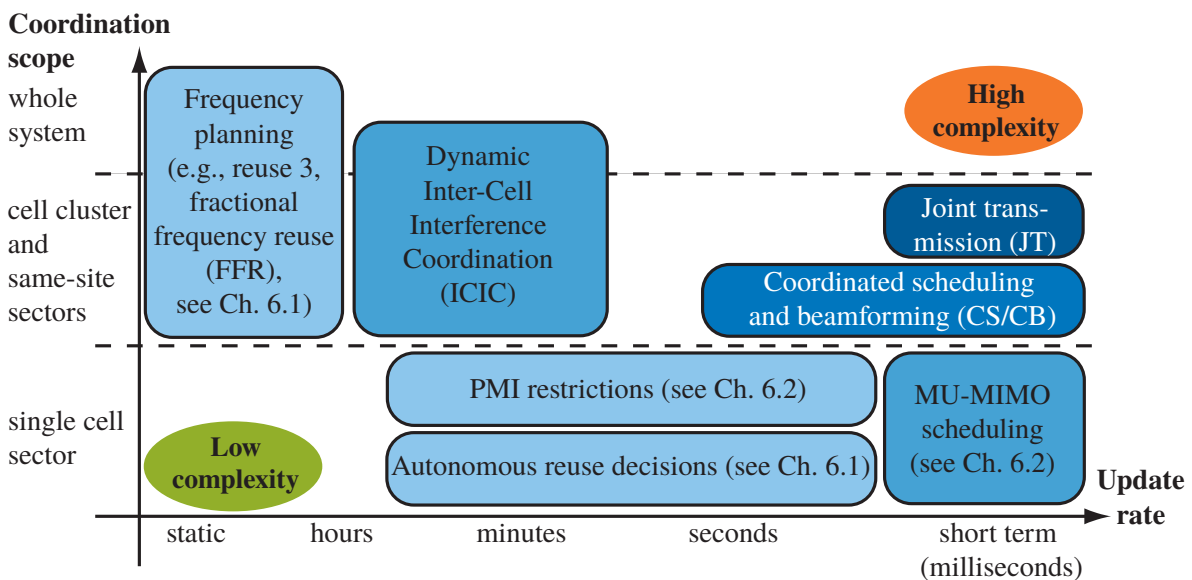 Coordination
scope
whole
system
cell cluster
and
same-site
sectors
single cell
sector
Frequency
planning
(e.g., reuse 3,
fractional
frequency reuse
(FFR),
see Ch. 6.1)
Dynamic
Inter-Cell
Interference
Coordination
(ICIC)
High
complexity
Joint trans-
mission (JT)
Coordinated scheduling
and beamforming (CS/CB)
PMI restrictions (see Ch. 6.2)
Autonomous reuse decisions (see Ch. 6.1)
MU-MIMO
scheduling
(see Ch. 6.2)
Low
complexity
Update
rate
static
hours
minutes
seconds
short term
(milliseconds)